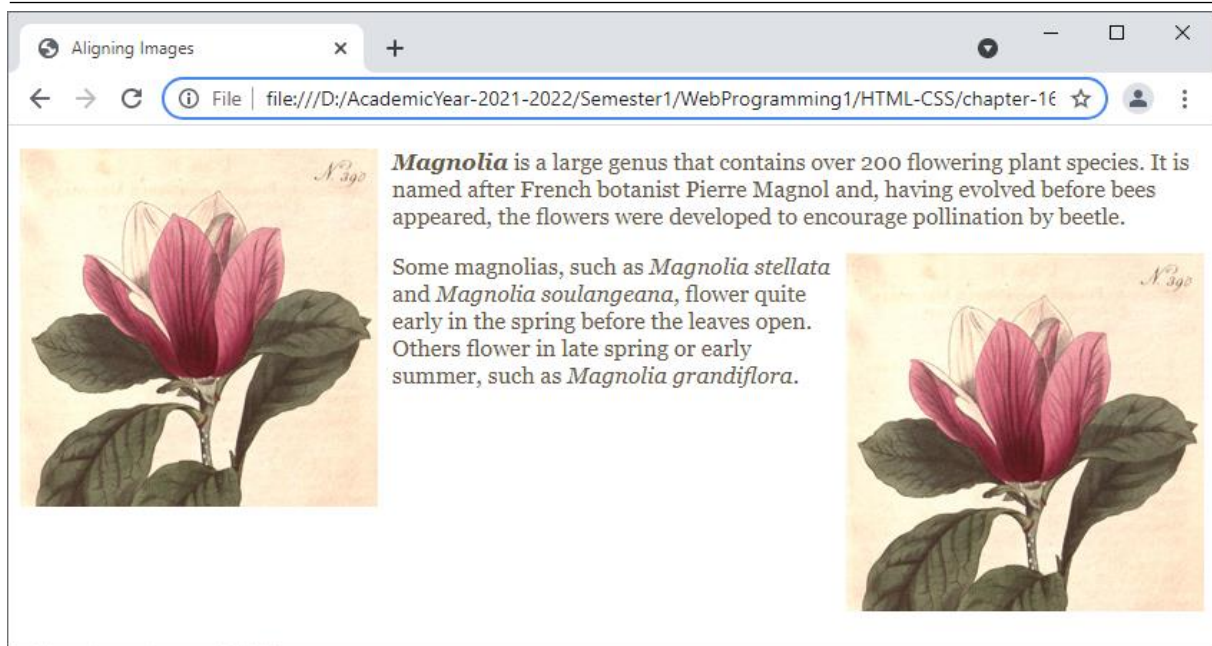 Aligning Images
File
file:///D:/AcademicYear-2021-2022/Semester1/WebProgramming1/HTML-CSS/chapter-16
N 390
Magnolia is a large genus that contains over 200 flowering plant species. It is
named after French botanist Pierre Magnol and, having evolved before bees
appeared, the flowers were developed to encourage pollination by beetle.
Some magnolias, such as Magnolia stellata
and Magnolia soulangeana, flower quite
early in the spring before the leaves open.
Others flower in late spring or early
summer, such as Magnolia grandiflora.
N 390